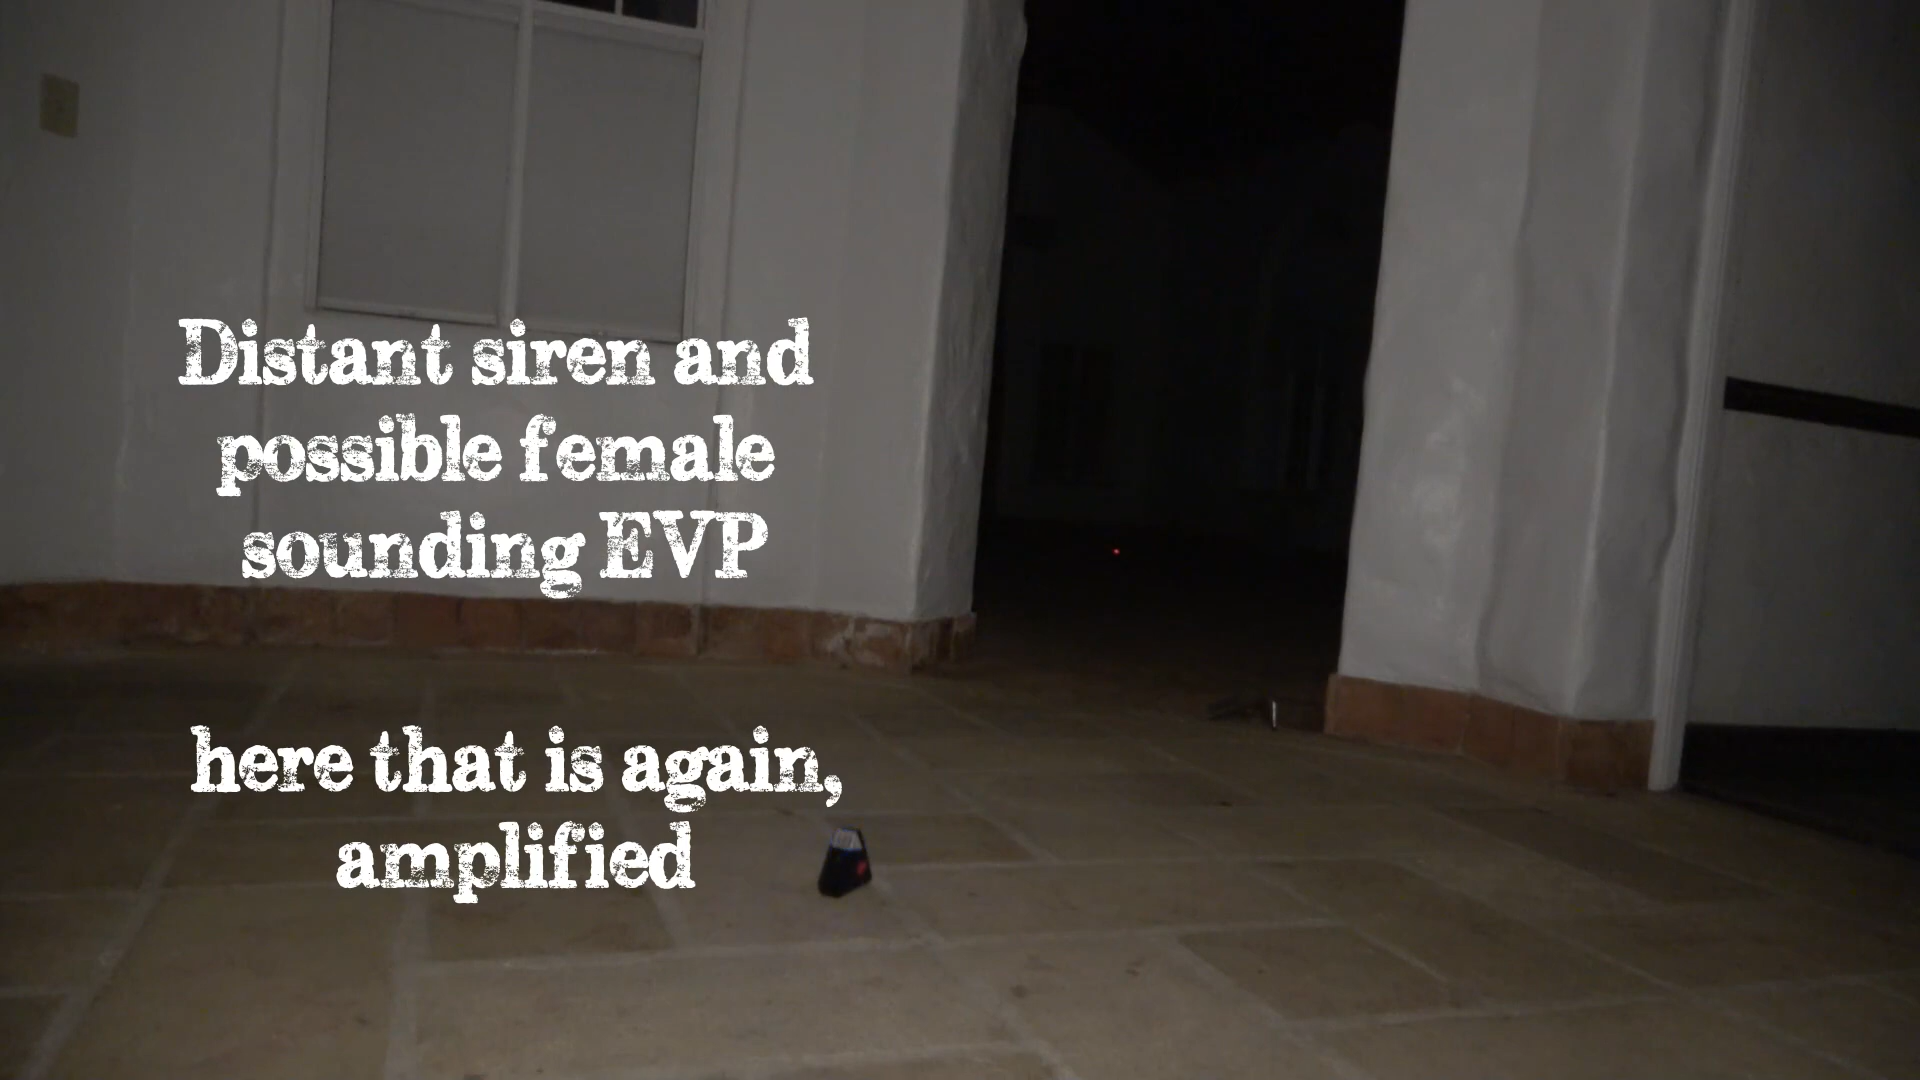 Distant siren and
possible female
sounding EVP
here that is again,
amplified